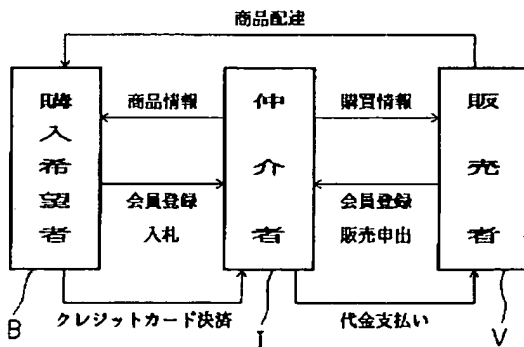 商品配達
購入希望者
商品情報
仲介者
購買情報
販売者
会員登録
入札
会員登録
販売申出
クレジットカード決済
代金支払い
B
I
V